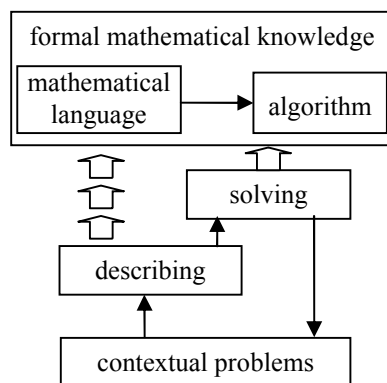 formal mathematical knowledge
mathematical
language
algorithm
solving
describing
contextual problems